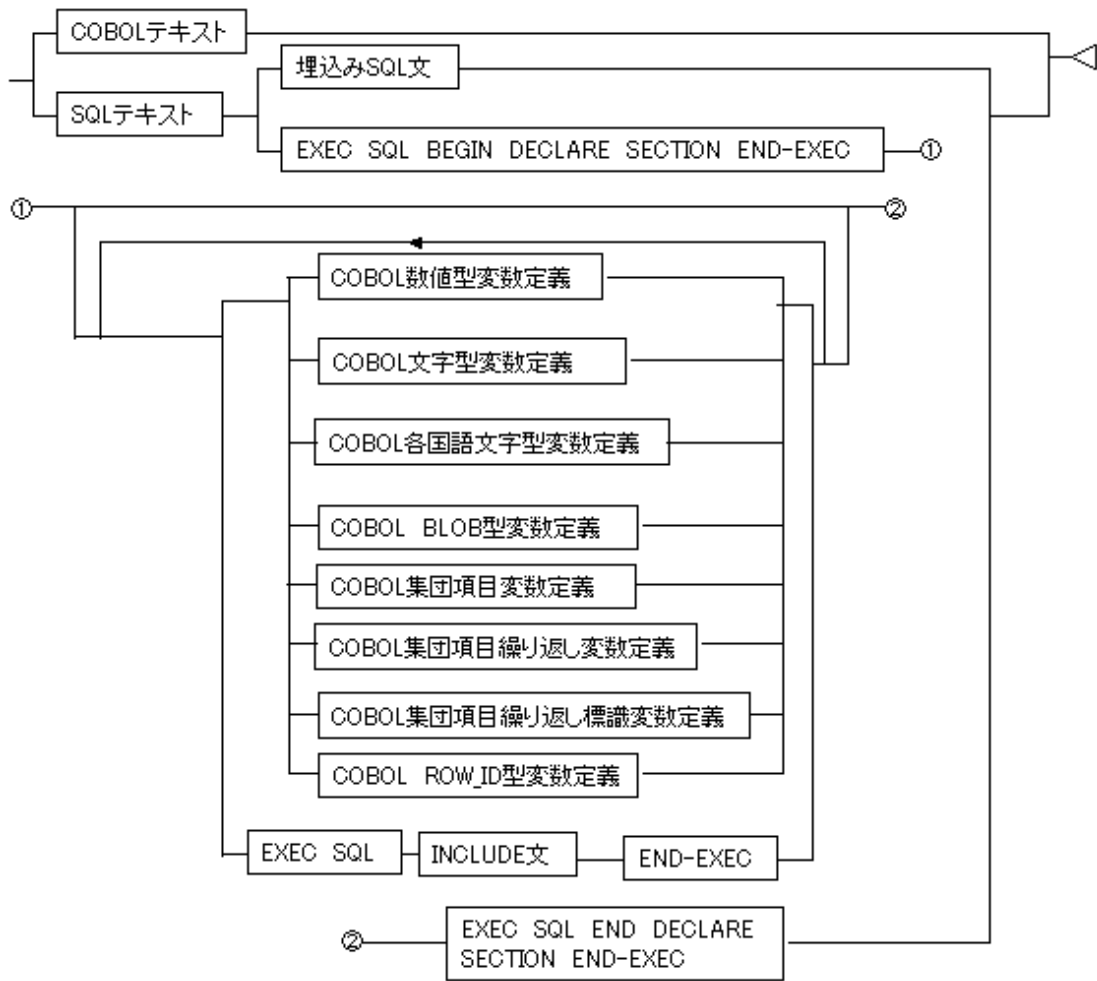 COBOLテキスト
埋込みSQL文
SQLテキスト
EXEC SQL BEGIN DECLARE SECTION END-EXEC
①
①
②
COBOL数値型変数定義
COBOL文字型変数定義
COBOL各国語文字型変数定義
COBOL BLOB型変数定義
COBOL集団項目変数定義
COBOL集団項目繰り返し変数定義
COBOL集団項目繰り返し標識変数定義
COBOL ROW_ID型変数定義
EXEC SQL
INCLUDE文
END-EXEC
②
EXEC SQL END DECLARE
SECTION END-EXEC